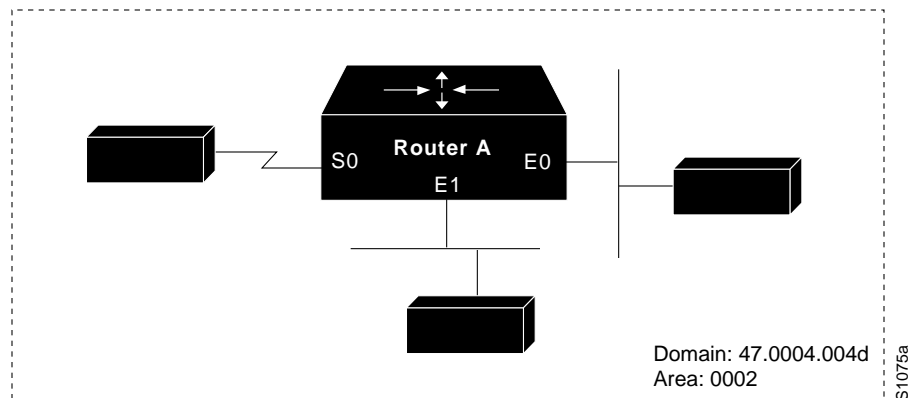 Router A
S0
E0
E1
Domain: 47.0004.004d
Area: 0002
S1075a